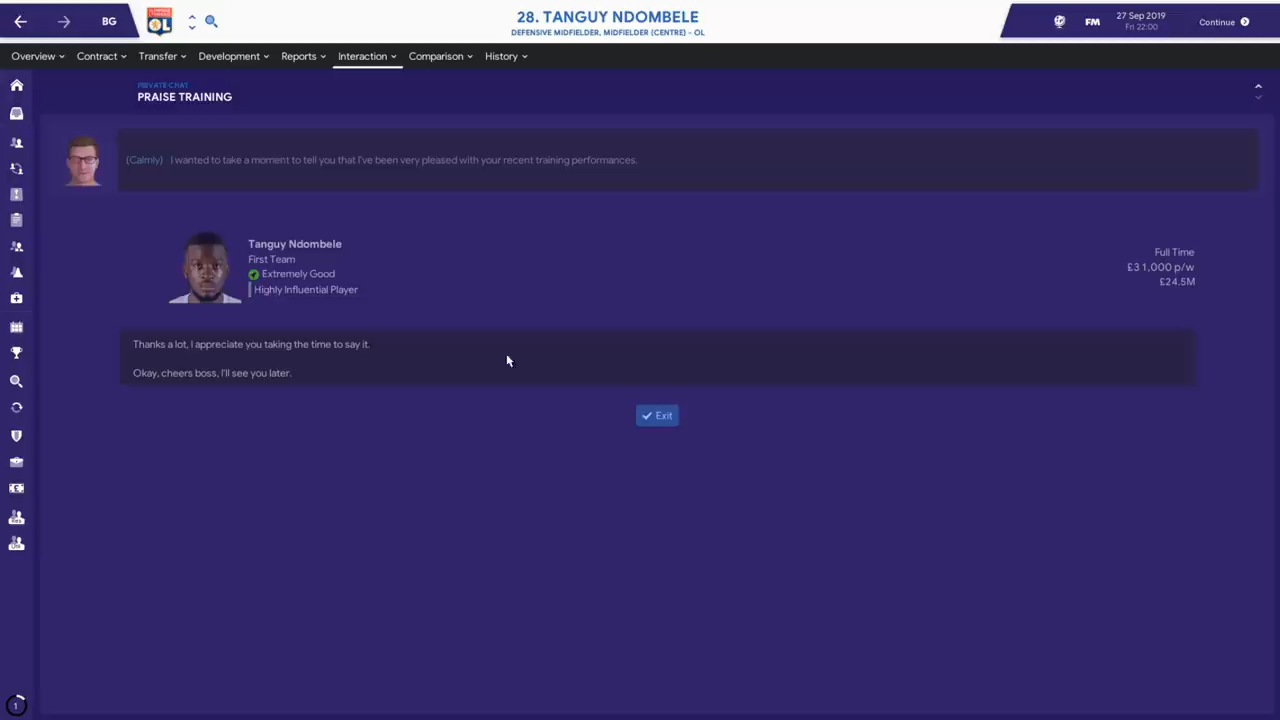 BG
28. TANGUY NDOMBELE
DEFENSIVE MIDFIELDER, MIDFIELDER (CENTRE) - OL
FM
27 Sep 2019
Fri 22:00
Continue
Overview
Contract
Transfer
Development
Reports
Interaction
Comparison
History
PRIVATE CHAT
PRAISE TRAINING
(Calmly) I wanted to take a moment to tell you that I've been very pleased with your recent training performances.
Tanguy Ndombele
First Team
Extremely Good
Highly Influential Player
Full Time
£31,000 p/w
£24.5M
Thanks a lot, I appreciate you taking the time to say it.
Okay, cheers boss, I'll see you later.
Exit
1